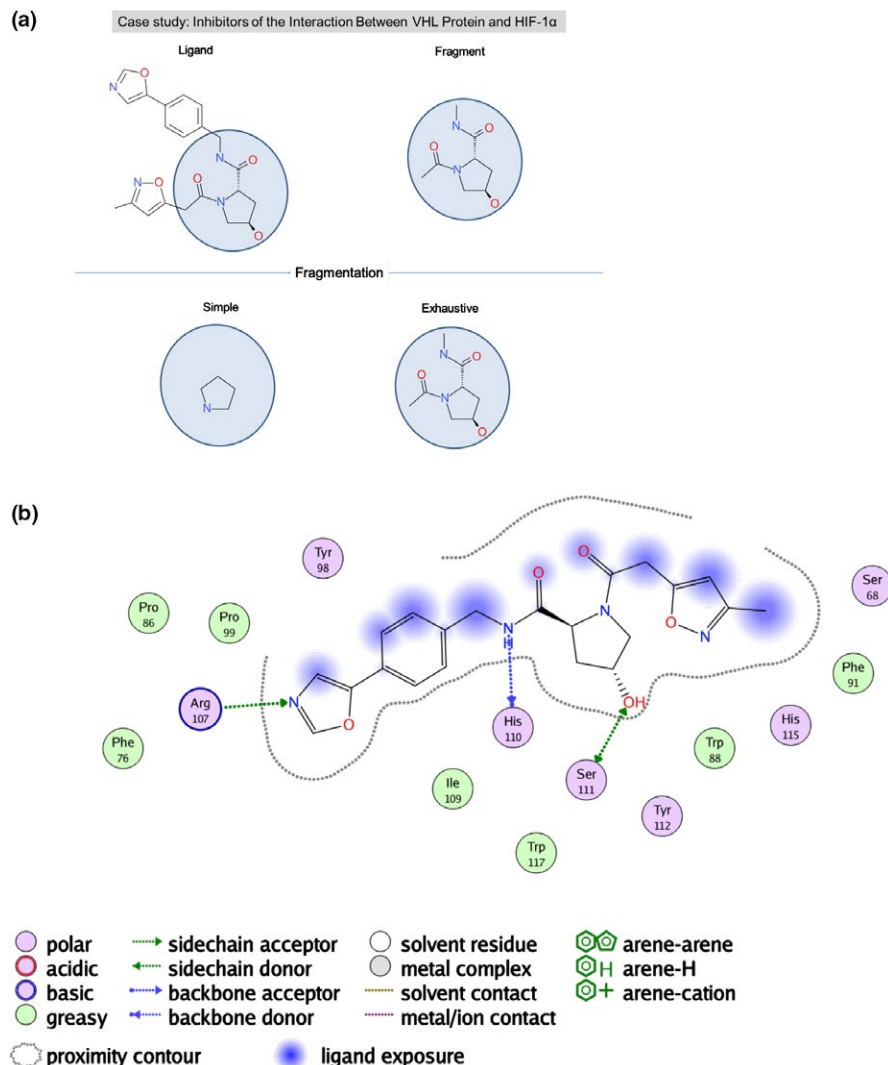 (a)
Case study: Inhibitors of the Interaction Between VHL Protein and HIF-1α
Ligand
Fragment
O
N
N
O
N O
O
N
O
N
O
O
N
O
Fragmentation
Simple
Exhaustive
N
N
O
O
N
O
(b)
Tyr
98
Pro
86
Pro
99
Arg
107
Phe
76
Ser
68
Phe
91
His
115
Trp
88
His
110
Ser
111
Tyr
112
Ile
109
Trp
117
O
O
N
N
H
O
N
N
O
OH
polar
acidic
basic
greasy
sidechain acceptor
sidechain donor
backbone acceptor
backbone donor
solvent residue
metal complex
solvent contact
metal/ion contact
arene-arene
H arene-H
+ arene-cation
proximity contour
ligand exposure